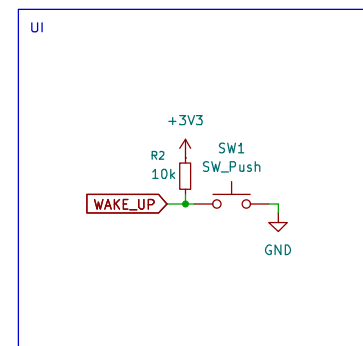 UI
+3V3
R2
10k
SW1
SW_Push
WAKE_UP
GND